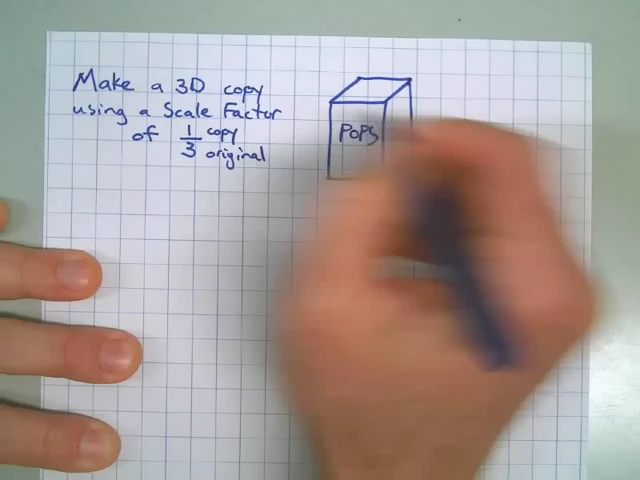 Make a 3D copy
using a Scale Factor
of 1/3 copy
original
POPS